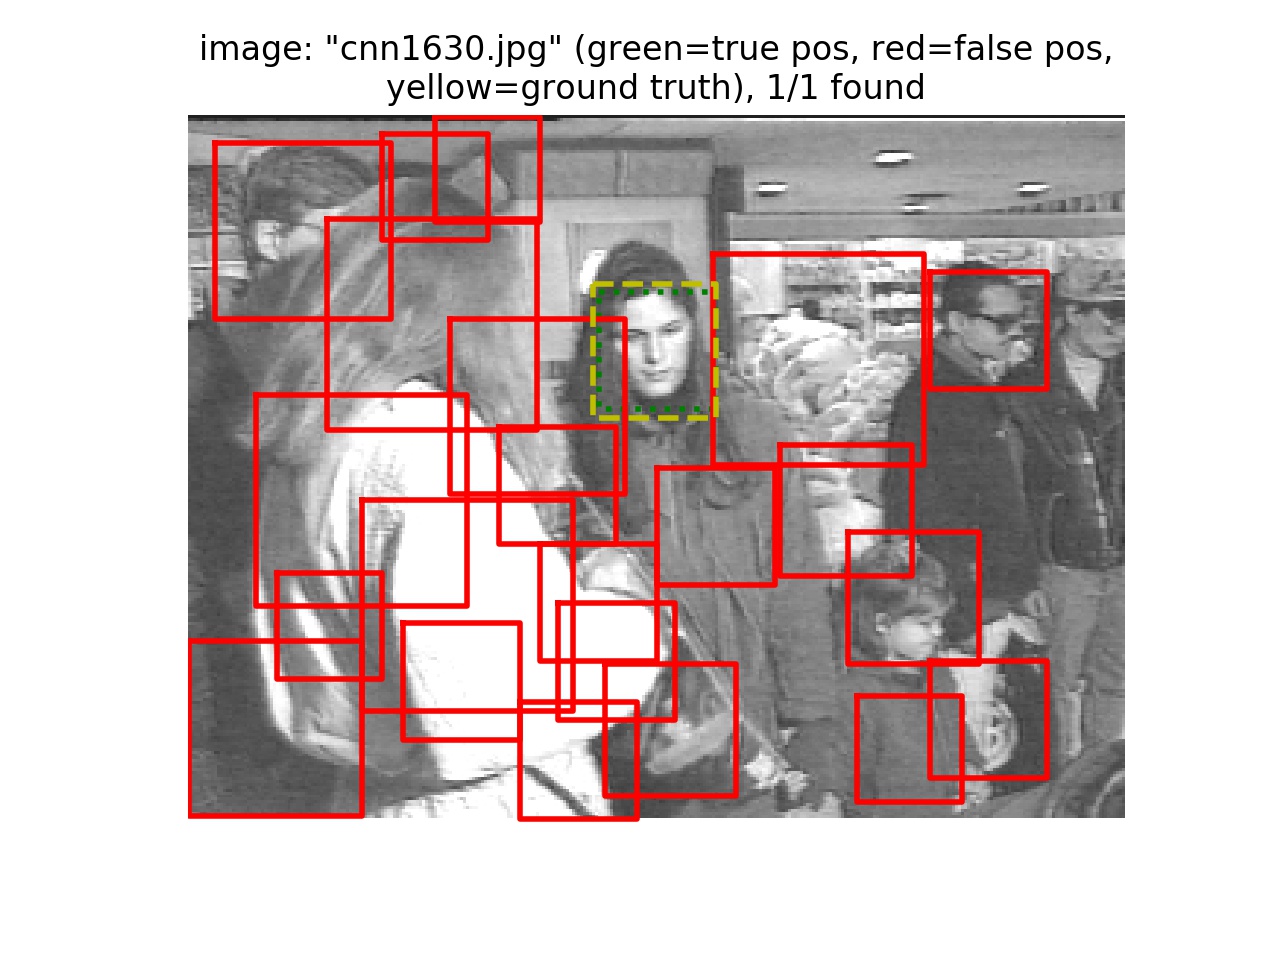 image: "cnn1630.jpg" (green=true pos, red=false pos,
yellow=ground truth), 1/1 found